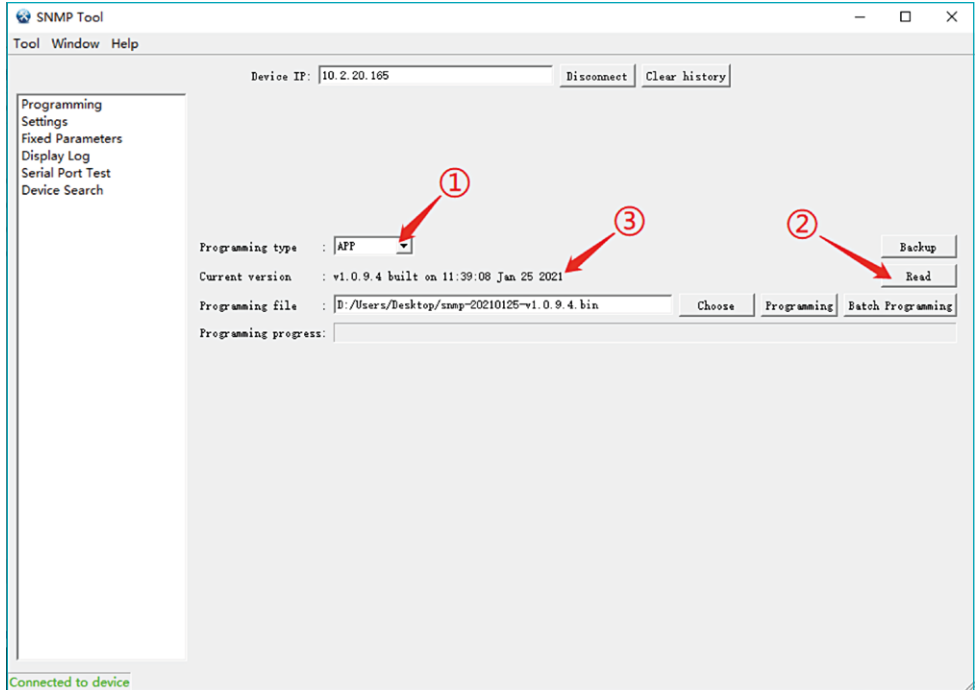 SNMP Tool
Tool Window Help
Device IP: 10.2.20.165 Disconnect Clear history
Programming
Settings
Fixed Parameters
Display Log
Serial Port Test
Device Search
①
③
②
Programming type : APP Backup
Current version : v1.0.9.4 built on 11:39:08 Jan 25 2021 Read
Programming file : D:/Users/Desktop/snmp-20210125-v1.0.9.4.bin Choose Programming Batch Programming
Programming progress:
Connected to device